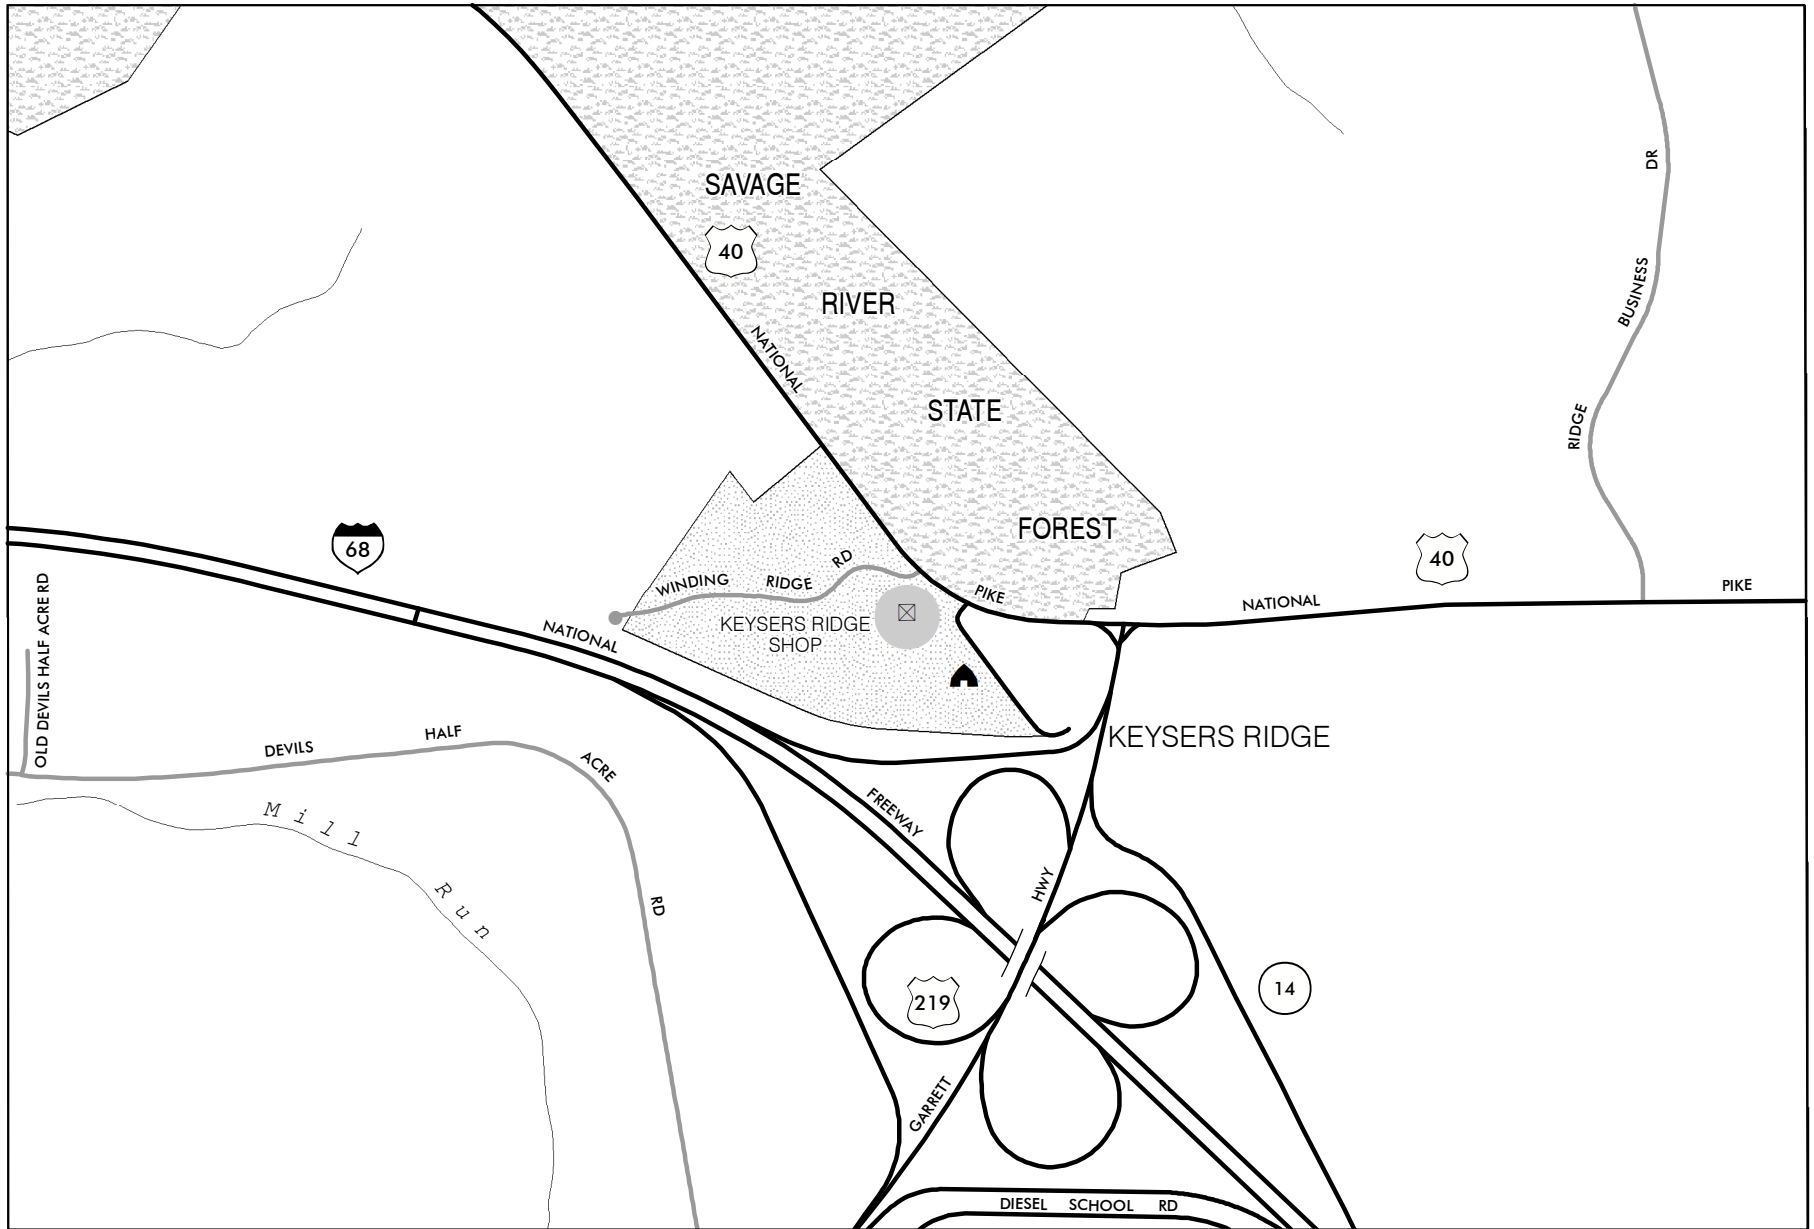 DR
SAVAGE
40
BUSINESS
RIVER
NATIONAL
STATE
RIDGE
FOREST
68
40
RD
WINDING RIDGE
PIKE
PIKE
NATIONAL
KEYSERS RIDGE
SHOP
NATIONAL
OLD DEVILS HALF ACRE RD
KEYSERS RIDGE
HALF
DEVILS
ACRE
Mill
FREEWAY
HWY
Run
RD
14
219
GARRETT
DIESEL SCHOOL RD